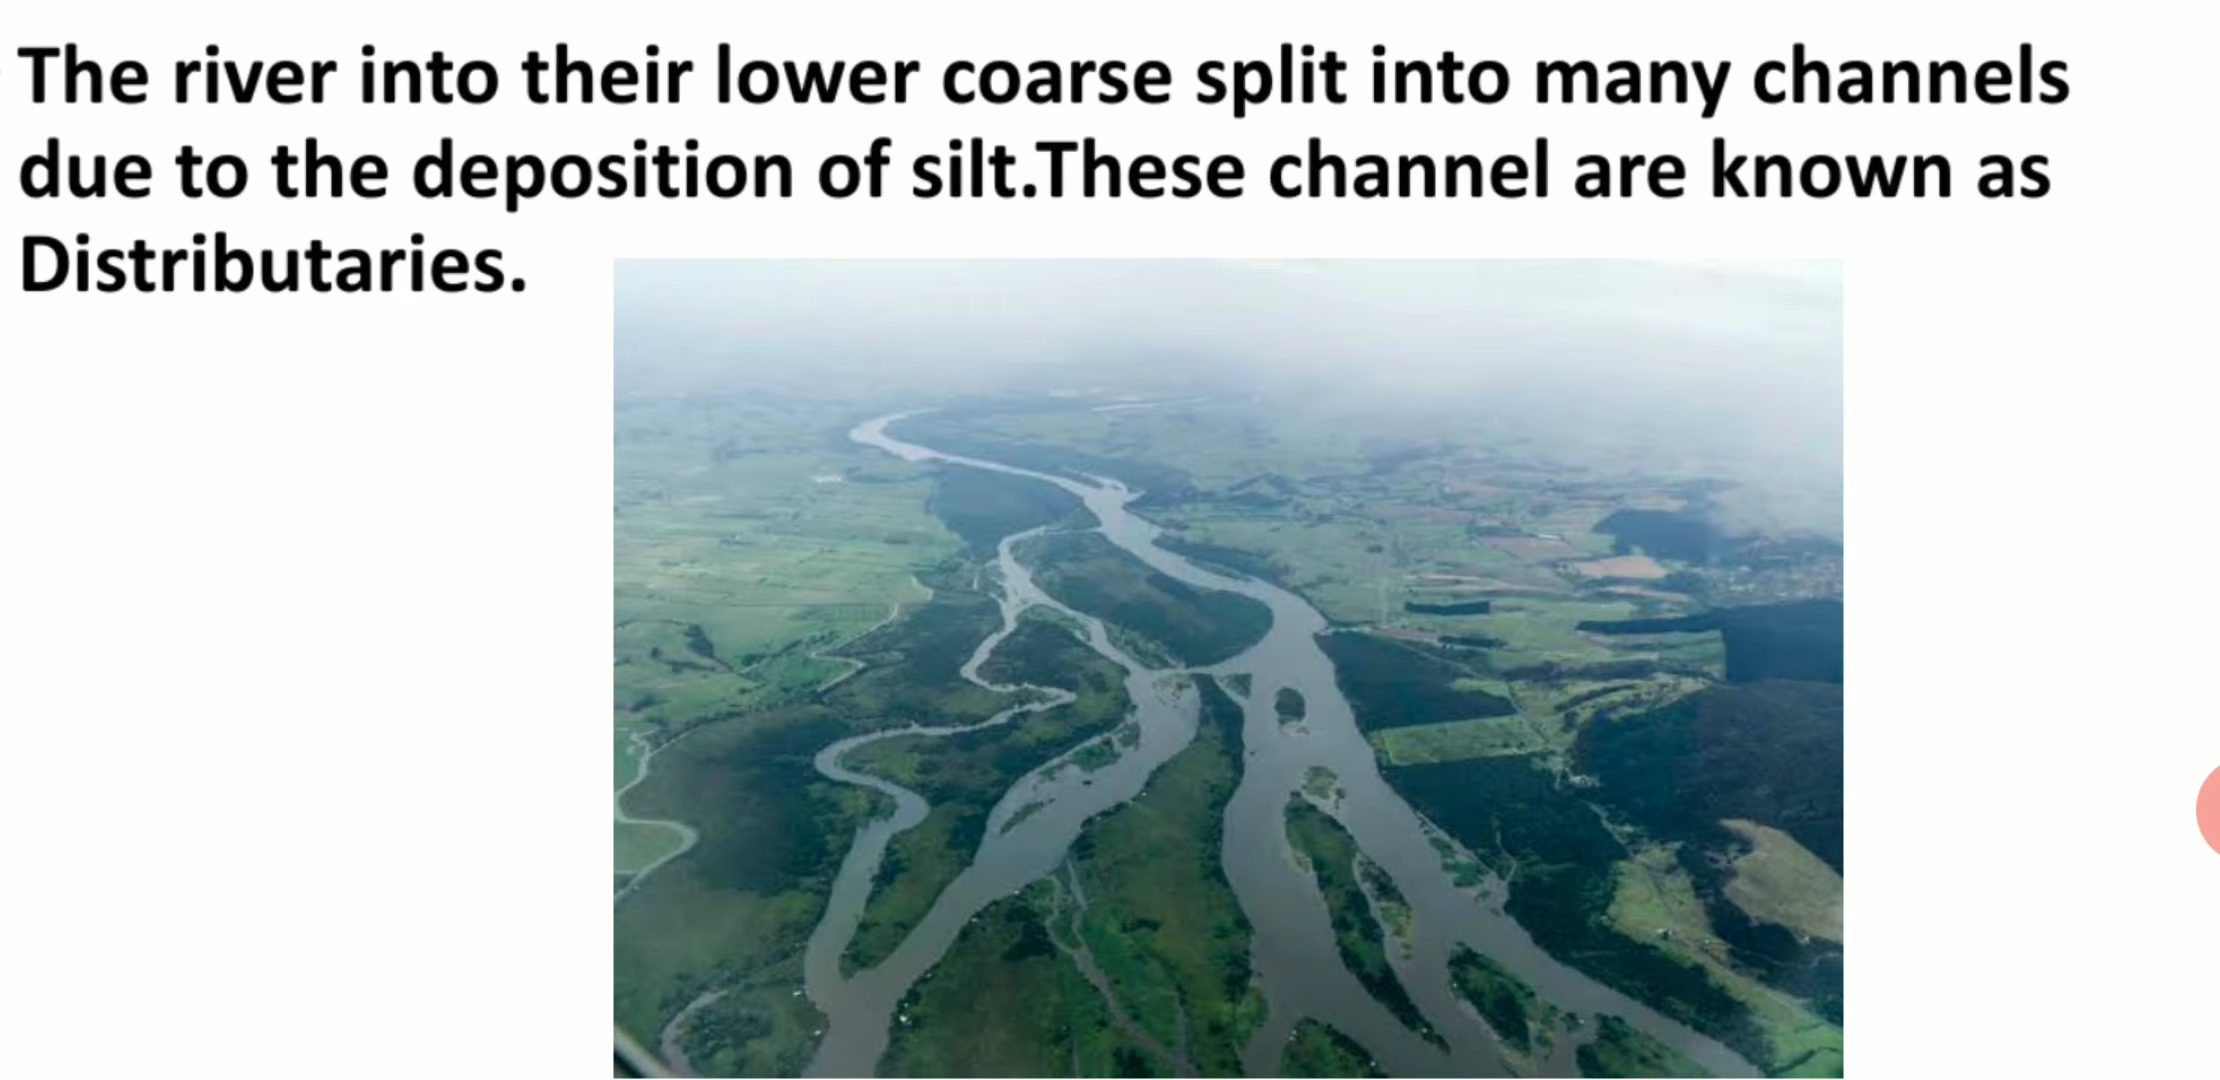 The river into their lower coarse split into many channels
due to the deposition of silt.These channel are known as
Distributaries.